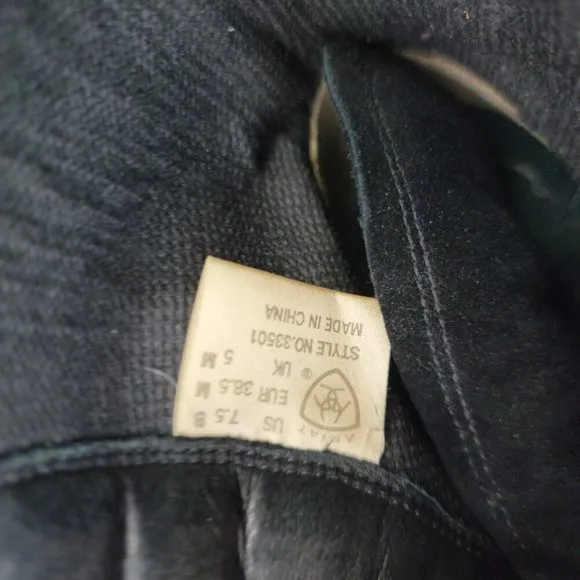 ARIAT
US 7.5 B
EUR 38.5 M
® UK 5 M
STYLE NO.33501
MADE IN CHINA